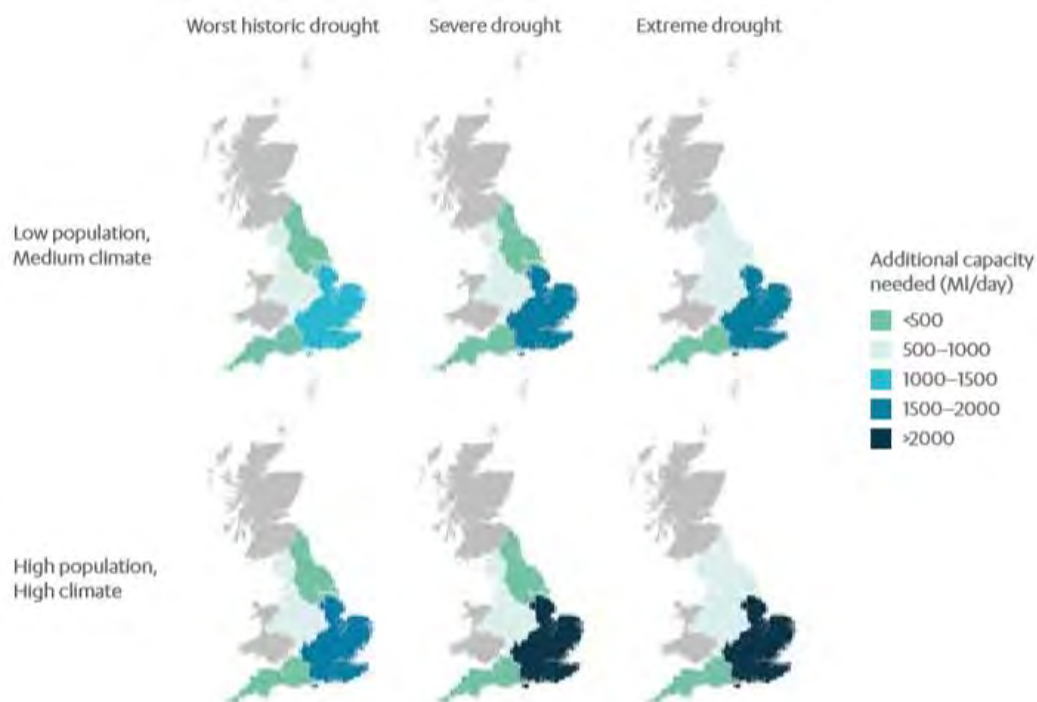 Worst historic drought
Severe drought
Extreme drought
Low population,
Medium climate
Additional capacity
needed (Ml/day)
<500
500–1000
1000–1500
1500–2000
>2000
High population,
High climate